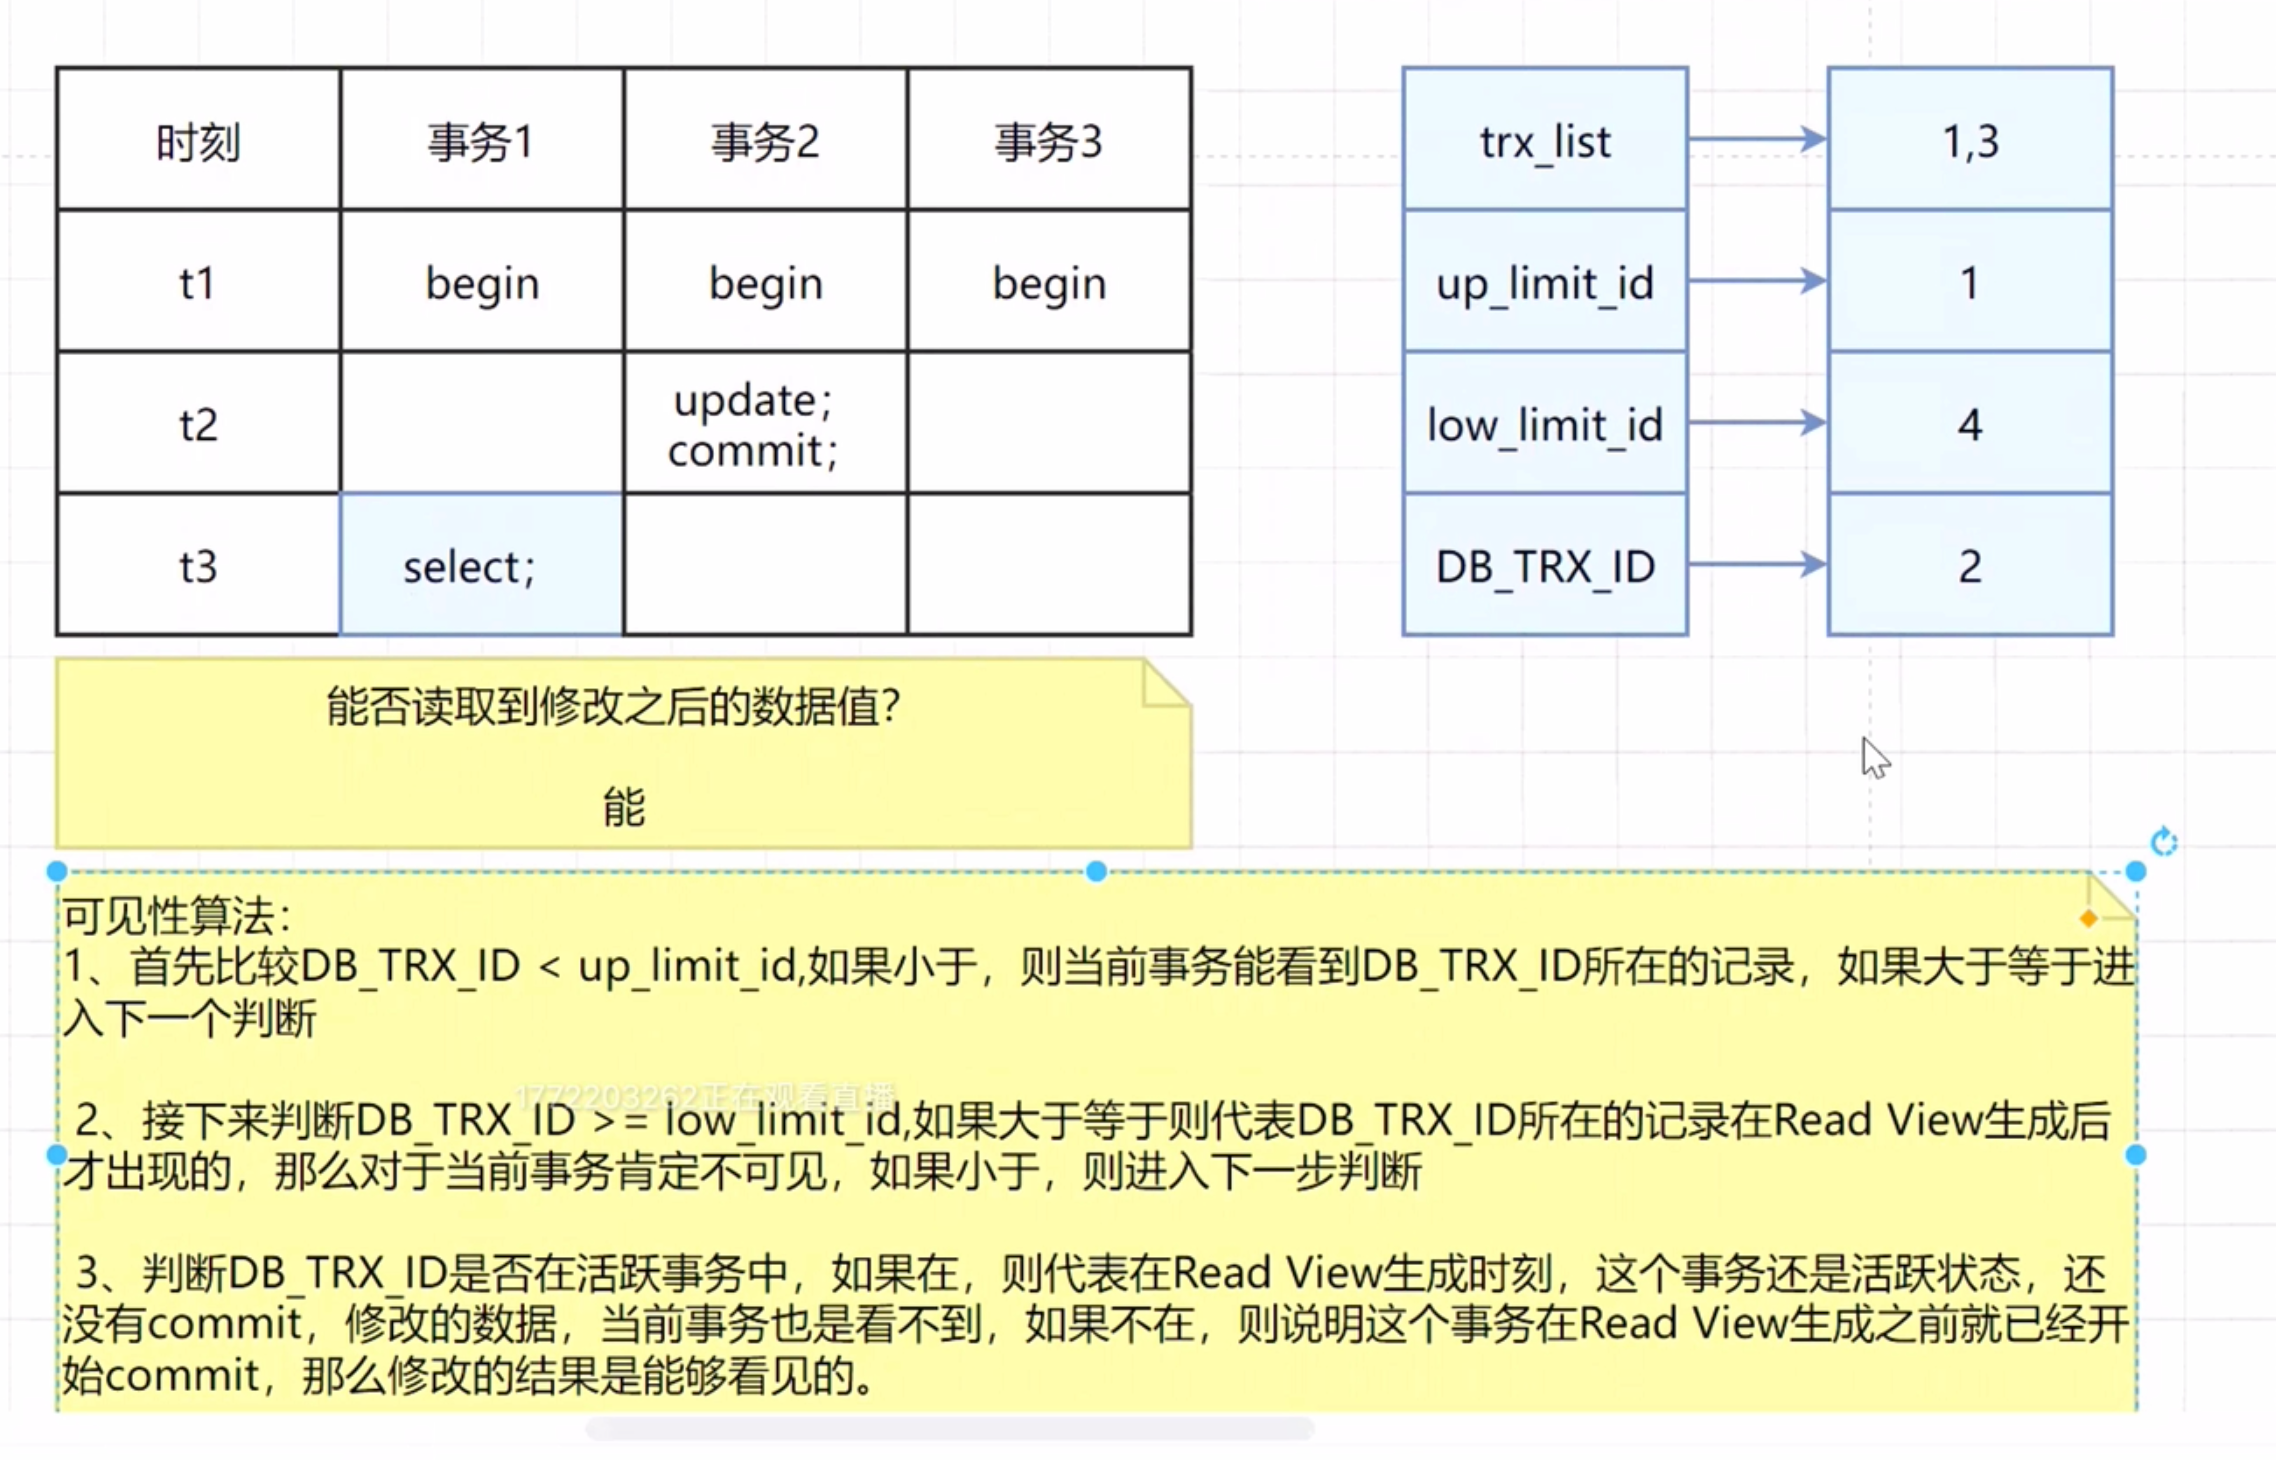 时刻 事务1 事务2 事务3
t1 begin begin begin
t2 update;
commit;
t3 select;
trx_list 1,3
up_limit_id 1
low_limit_id 4
DB_TRX_ID 2
能否读取到修改之后的数据值?
能
可见性算法:
1、首先比较DB_TRX_ID < up_limit_id,如果小于，则当前事务能看到DB_TRX_ID所在的记录，如果大于等于进
入下一个判断
1772203262正在观看直播
2、接下来判断DB_TRX_ID >= low_limit_id,如果大于等于则代表DB_TRX_ID所在的记录在Read View生成后
才出现的，那么对于当前事务肯定不可见，如果小于，则进入下一步判断
3、判断DB_TRX_ID是否在活跃事务中，如果在，则代表在Read View生成时刻，这个事务还是活跃状态，还
没有commit，修改的数据，当前事务也是看不到，如果不在，则说明这个事务在Read View生成之前就已经开
始commit，那么修改的结果是能够看见的。